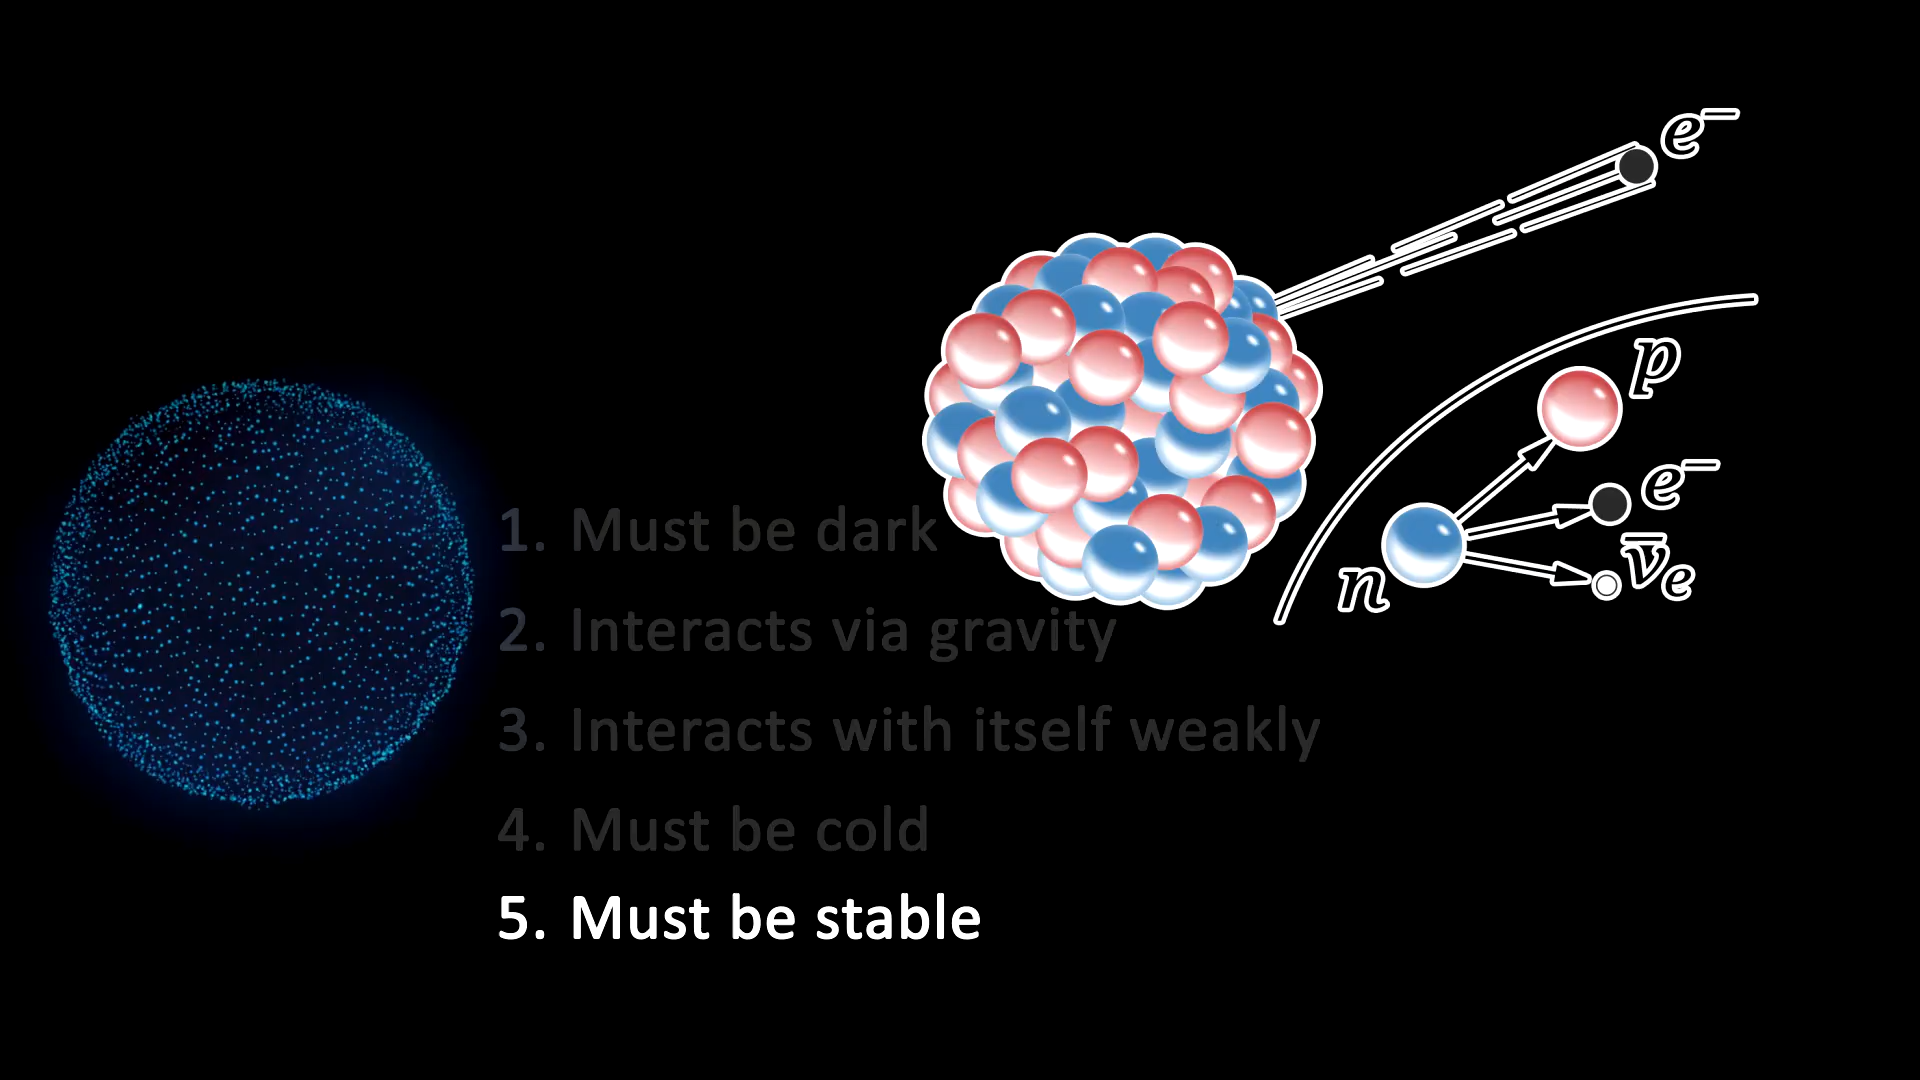 e⁻
p
e⁻
n
ν̄ₑ
1. Must be dark
2. Interacts via gravity
3. Interacts with itself weakly
4. Must be cold
5. Must be stable